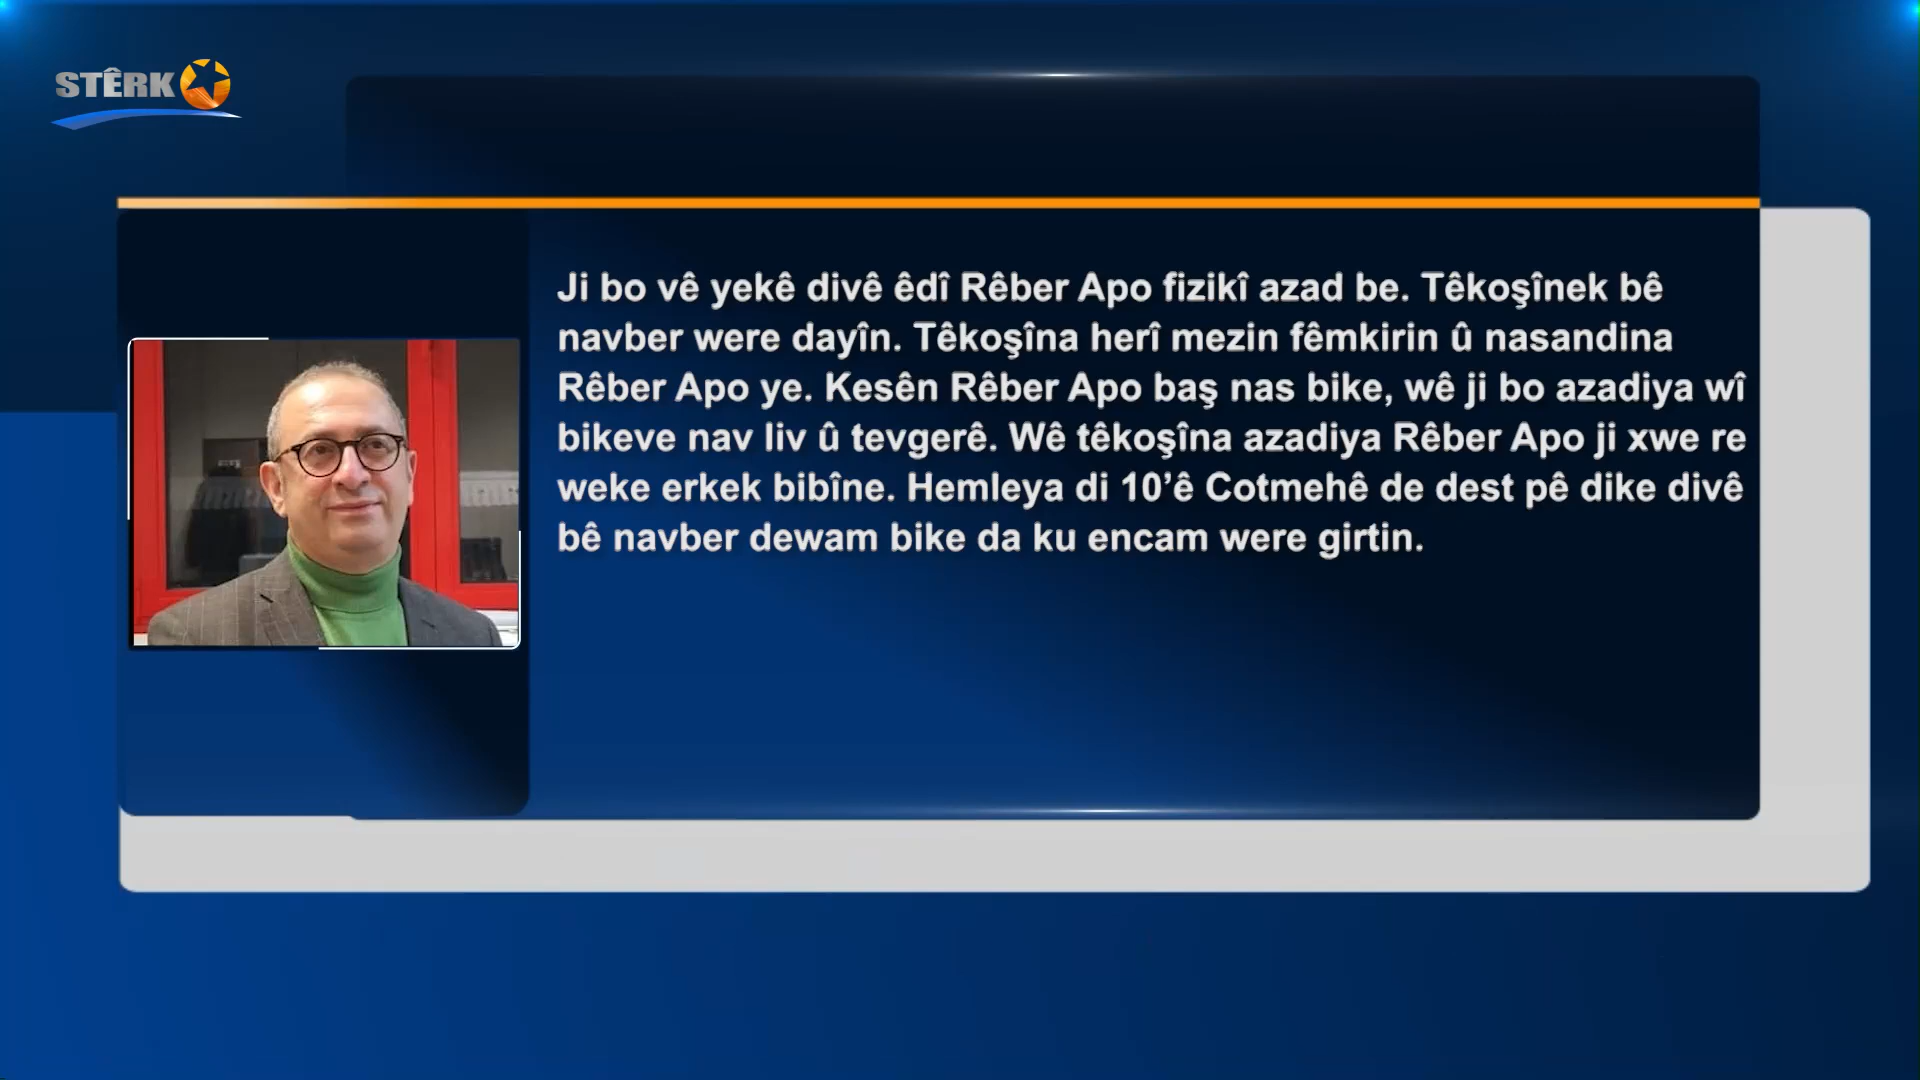 STÊRK
Ji bo vê yekê divê êdî Rêber Apo fizikî azad be. Têkoşînek bê
navber were dayîn. Têkoşîna herî mezin fêmkirin û nasandina
Rêber Apo ye. Kesên Rêber Apo baş nas bike, wê ji bo azadiya wî
bikeve nav liv û tevgerê. Wê têkoşîna azadiya Rêber Apo ji xwe re
weke erkek bibîne. Hemleya di 10’ê Cotmehê de dest pê dike divê
bê navber dewam bike da ku encam were girtin.